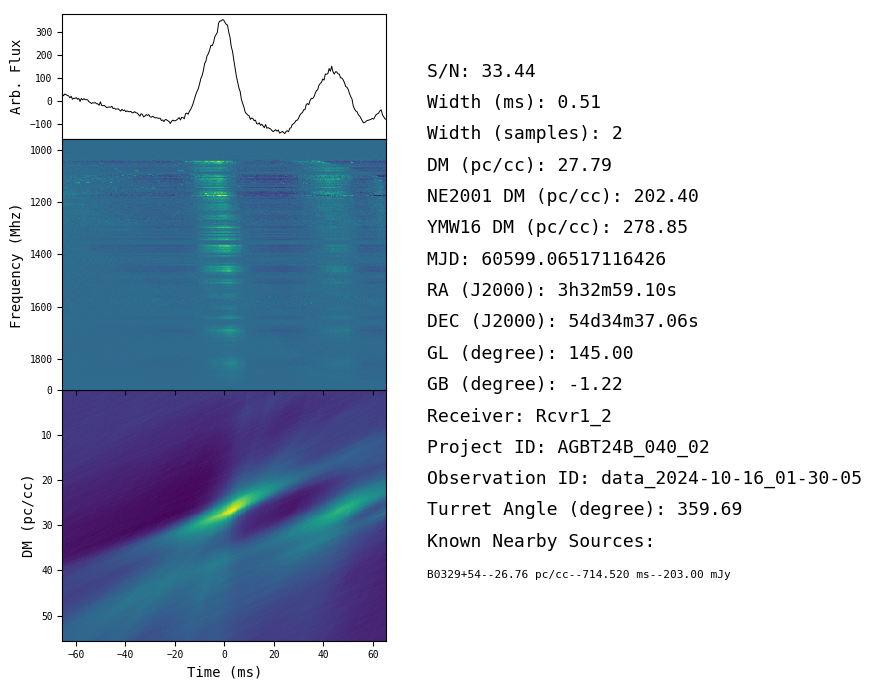 300
200
100
0
−100
Arb. Flux
1000
1200
1400
1600
1800
Frequency (Mhz)
0
10
20
30
40
50
DM (pc/cc)
−60 −40 −20 0 20 40 60
Time (ms)
S/N: 33.44
Width (ms): 0.51
Width (samples): 2
DM (pc/cc): 27.79
NE2001 DM (pc/cc): 202.40
YMW16 DM (pc/cc): 278.85
MJD: 60599.06517116426
RA (J2000): 3h32m59.10s
DEC (J2000): 54d34m37.06s
GL (degree): 145.00
GB (degree): -1.22
Receiver: Rcvr1_2
Project ID: AGBT24B_040_02
Observation ID: data_2024-10-16_01-30-05
Turret Angle (degree): 359.69
Known Nearby Sources:
B0329+54--26.76 pc/cc--714.520 ms--203.00 mJy